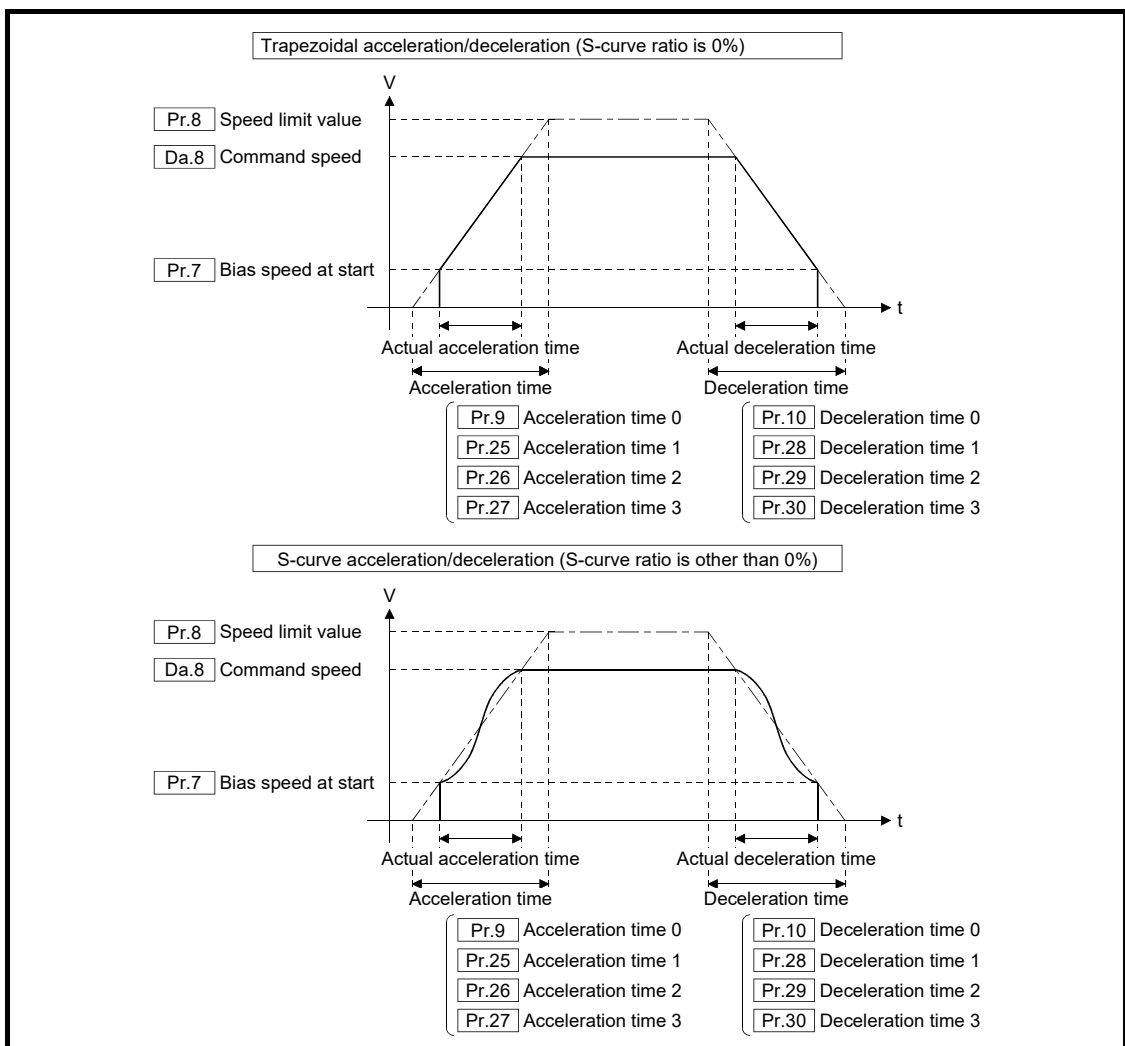 Trapezoidal acceleration/deceleration (S-curve ratio is 0%)
V
Pr.8 Speed limit value
Da.8 Command speed
Pr.7 Bias speed at start
t
Actual acceleration time Actual deceleration time
Acceleration time Deceleration time
Pr.9 Acceleration time 0 Pr.10 Deceleration time 0
Pr.25 Acceleration time 1 Pr.28 Deceleration time 1
Pr.26 Acceleration time 2 Pr.29 Deceleration time 2
Pr.27 Acceleration time 3 Pr.30 Deceleration time 3
S-curve acceleration/deceleration (S-curve ratio is other than 0%)
V
Pr.8 Speed limit value
Da.8 Command speed
Pr.7 Bias speed at start
t
Actual acceleration time Actual deceleration time
Acceleration time Deceleration time
Pr.9 Acceleration time 0 Pr.10 Deceleration time 0
Pr.25 Acceleration time 1 Pr.28 Deceleration time 1
Pr.26 Acceleration time 2 Pr.29 Deceleration time 2
Pr.27 Acceleration time 3 Pr.30 Deceleration time 3